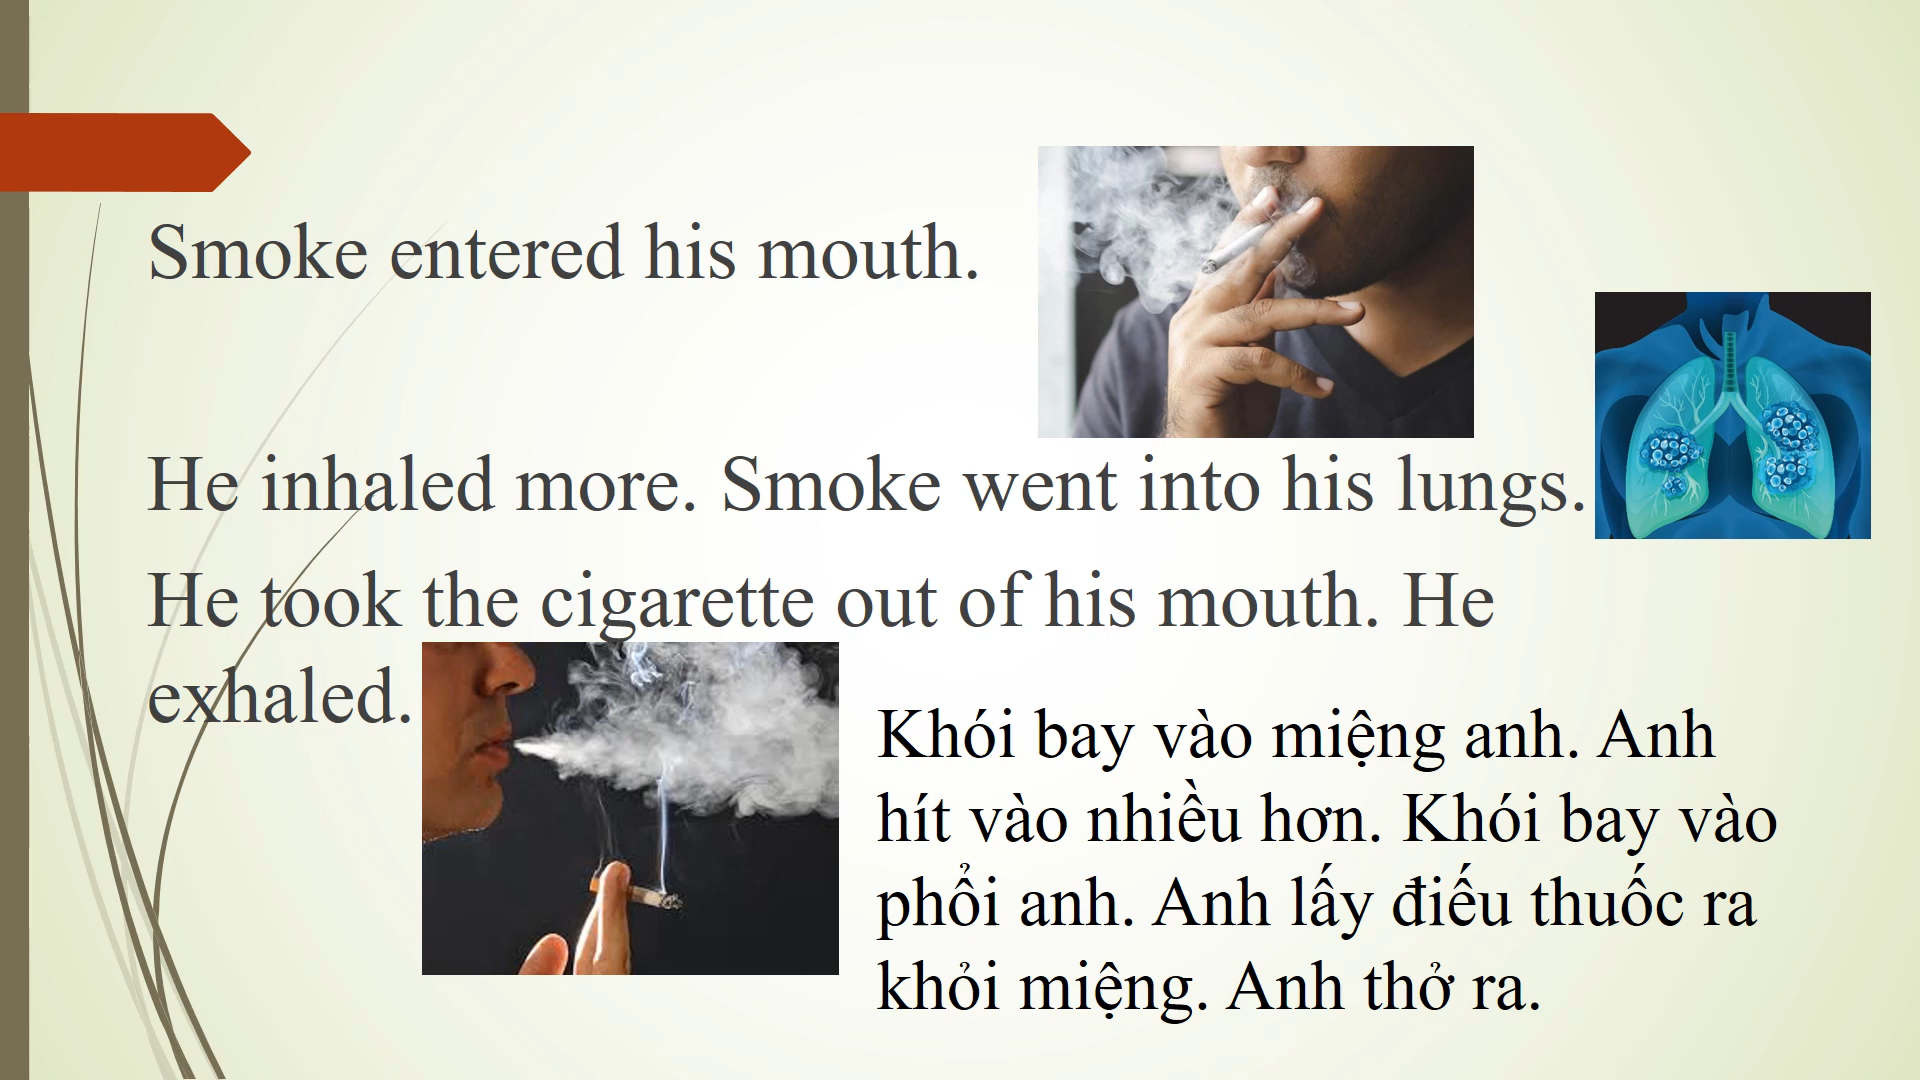 Smoke entered his mouth.
He inhaled more. Smoke went into his lungs.
He took the cigarette out of his mouth. He
exhaled.
Khói bay vào miệng anh. Anh
hít vào nhiều hơn. Khói bay vào
phổi anh. Anh lấy điếu thuốc ra
khỏi miệng. Anh thở ra.